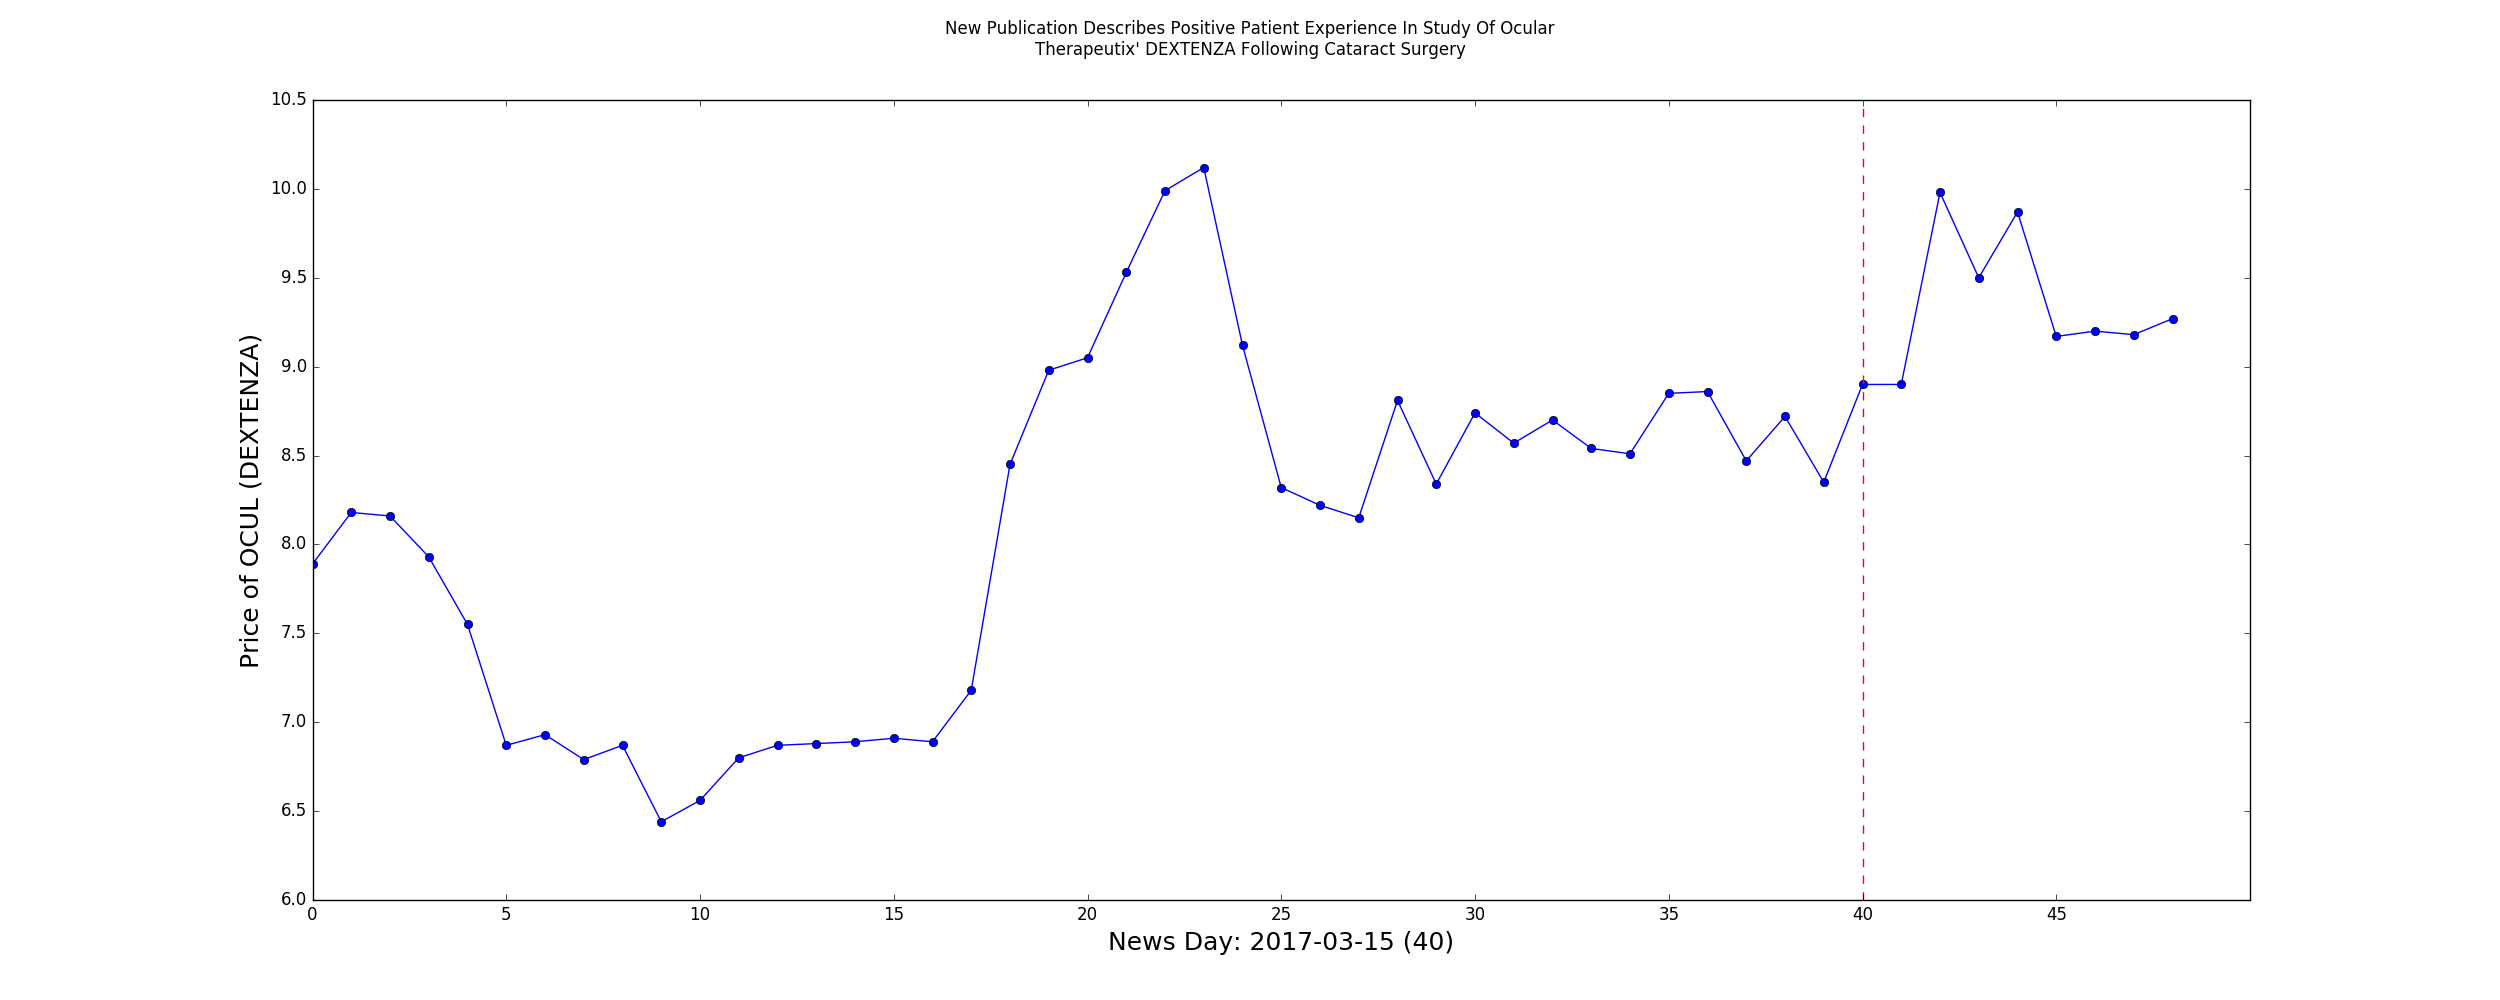 New Publication Describes Positive Patient Experience In Study Of Ocular
Therapeutix' DEXTENZA Following Cataract Surgery
10.5
10.0
9.5
9.0
8.5
8.0
7.5
7.0
6.5
6.0
Price of OCUL (DEXTENZA)
0 5 10 15 20 25 30 35 40 45
News Day: 2017-03-15 (40)